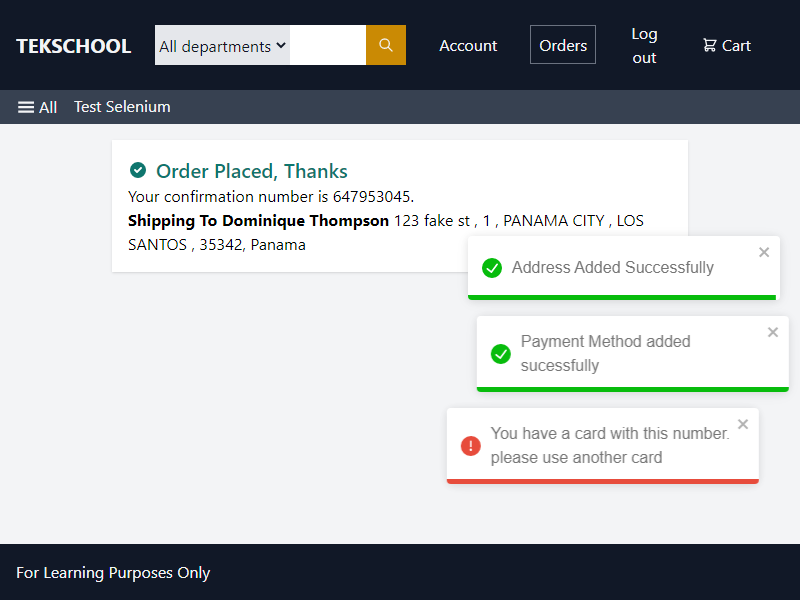 TEKSCHOOL
All departments
Account
Orders
Log
out
Cart
All
Test Selenium
Order Placed, Thanks
Your confirmation number is 647953045.
Shipping To Dominique Thompson 123 fake st , 1 , PANAMA CITY , LOS
SANTOS , 35342, Panama
Address Added Successfully
Payment Method added
sucessfully
You have a card with this number.
please use another card
For Learning Purposes Only